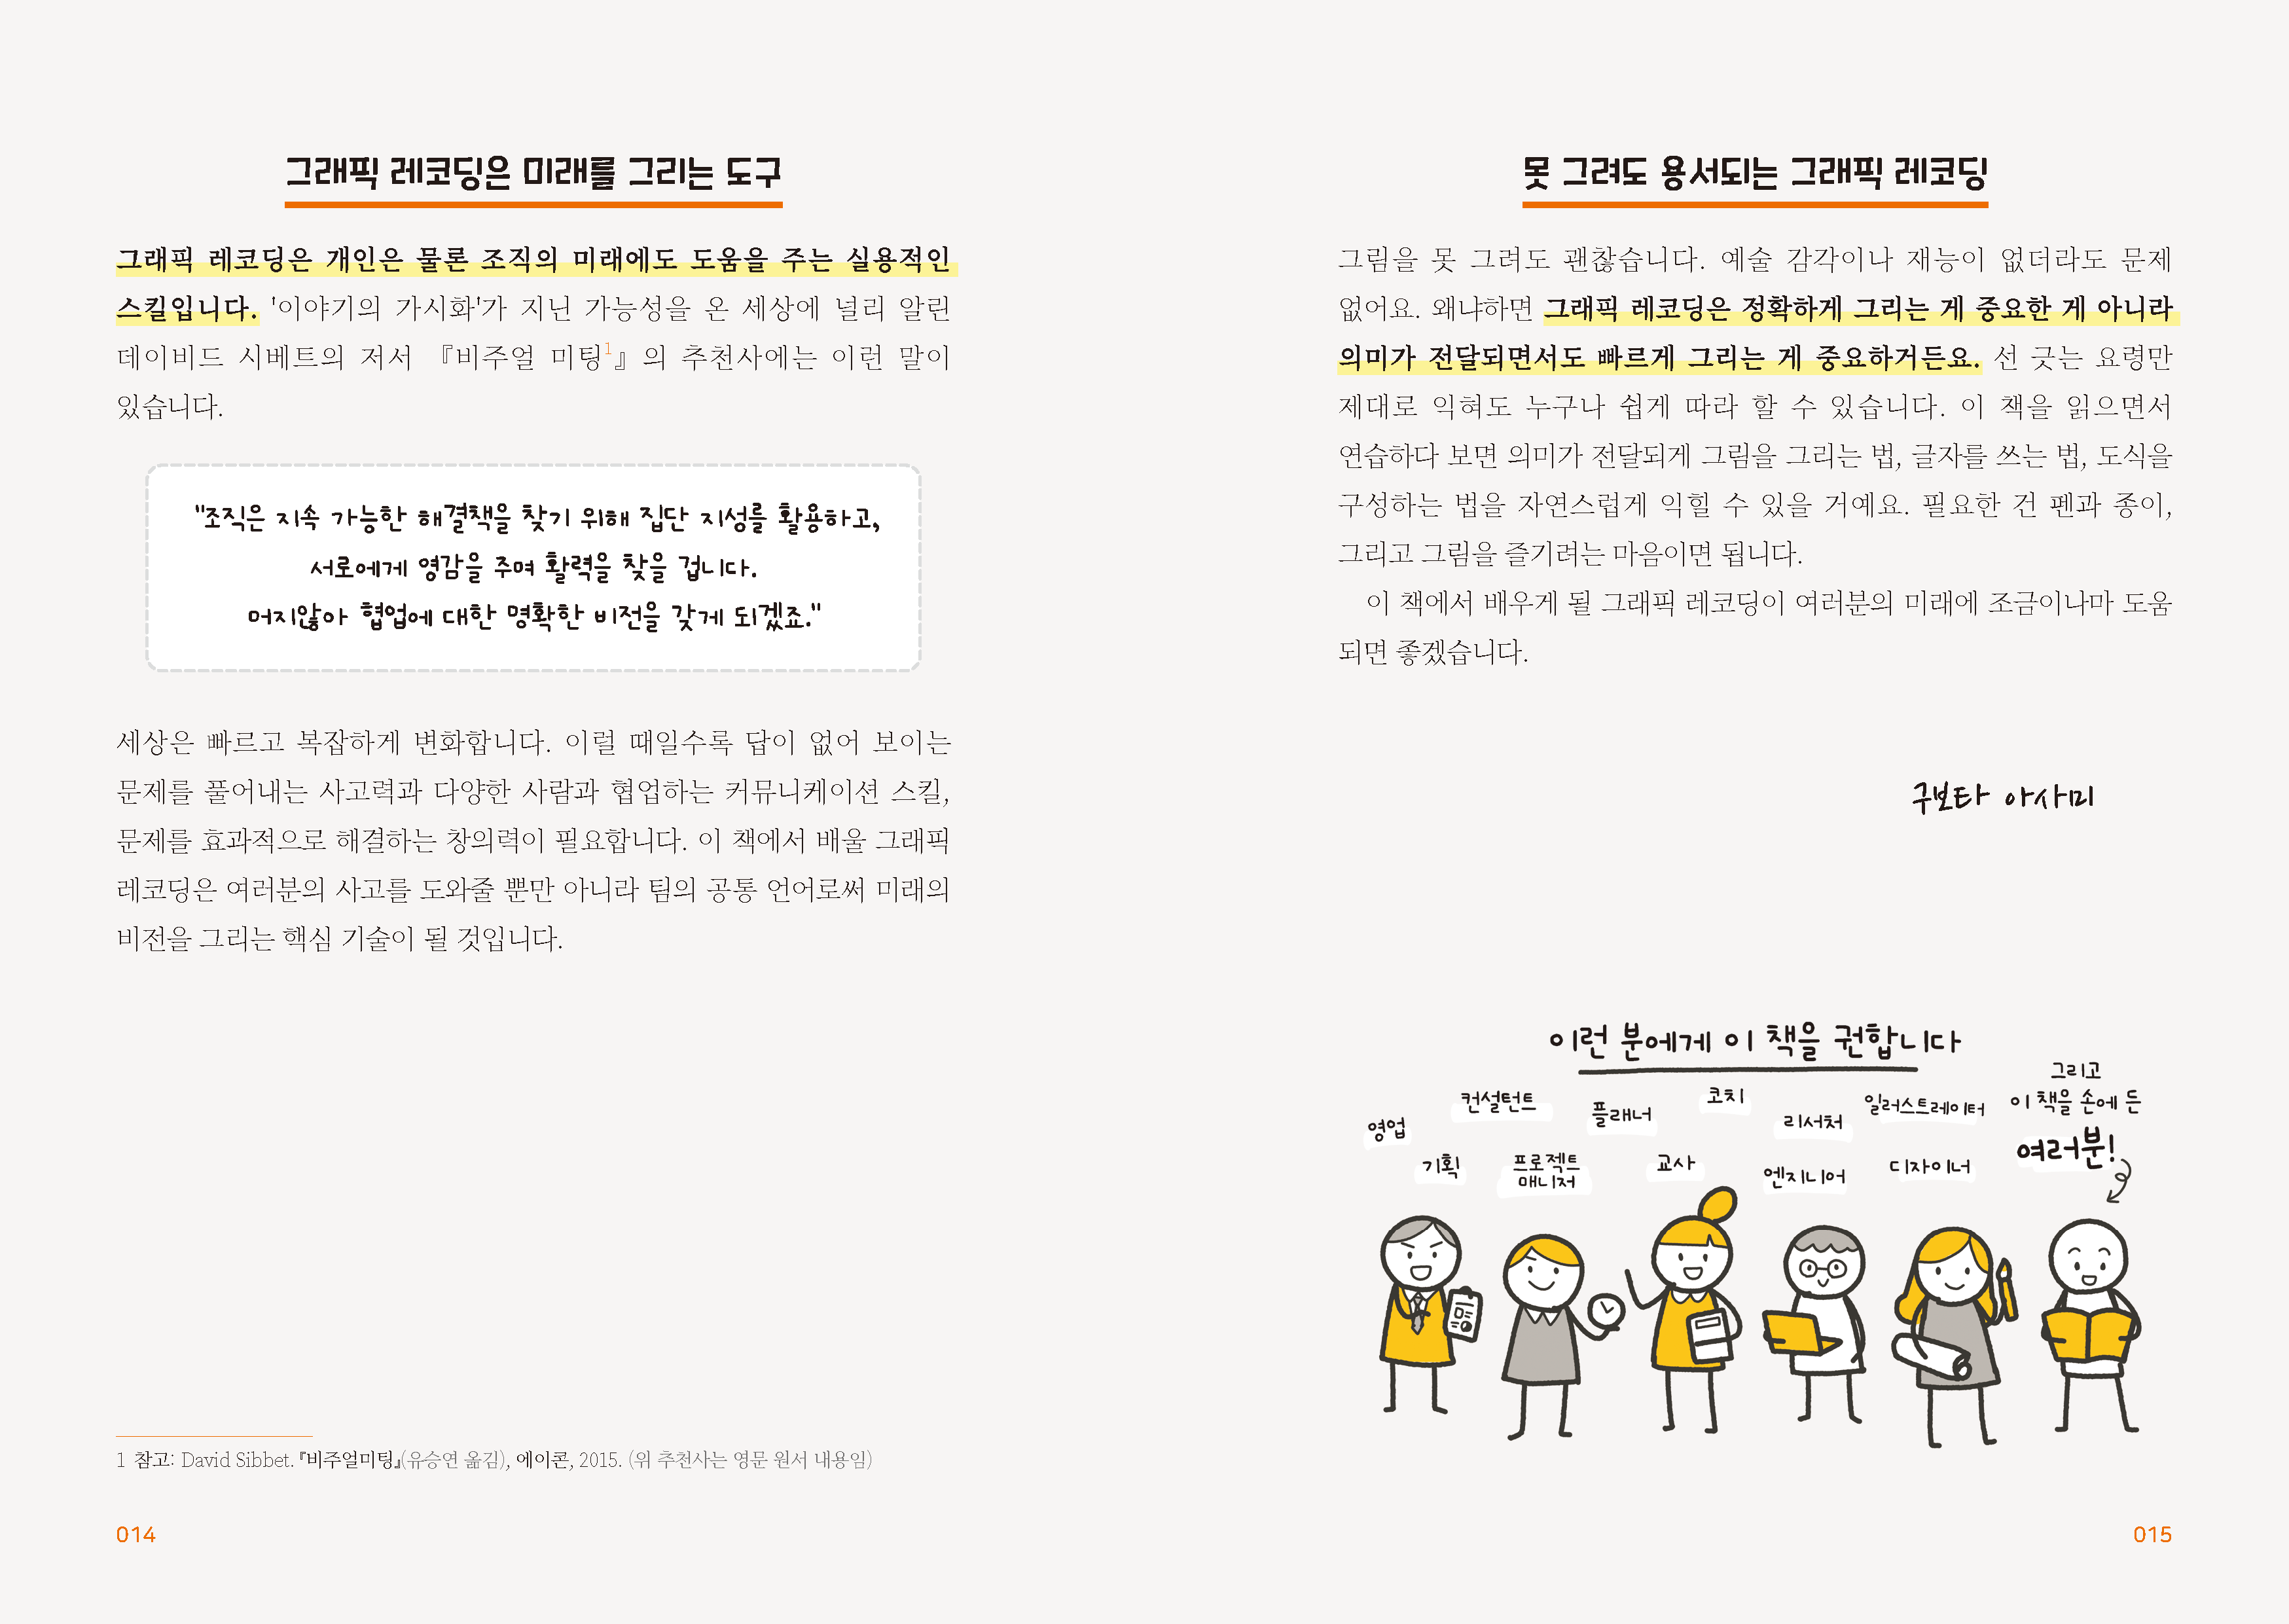 그래픽 레코딩은 미래를 그리는 도구
그래픽 레코딩은 개인은 물론 조직의 미래에도 도움을 주는 실용적인
스킬입니다. '이야기의 가시화'가 지닌 가능성을 온 세상에 널리 알린
데이비드 시베트의 저서 『비주얼 미팅1』의 추천사에는 이런 말이
있습니다.
"조직은 지속 가능한 해결책을 찾기 위해 집단 지성를 활용하고,
서로에게 영감을 주며 활력을 찾을 겁니다.
머지않아 협업에 대한 명확한 비전을 갖게 되겠죠."
세상은 빠르고 복잡하게 변화합니다. 이럴 때일수록 답이 없어 보이는
문제를 풀어내는 사고력과 다양한 사람과 협업하는 커뮤니케이션 스킬,
문제를 효과적으로 해결하는 창의력이 필요합니다. 이 책에서 배울 그래픽
레코딩은 여러분의 사고를 도와줄 뿐만 아니라 팀의 공통 언어로써 미래의
비전을 그리는 핵심 기술이 될 것입니다.
1 참고: David Sibbet.『비주얼미팅』(유승연 옮김), 에이콘, 2015. (위 추천사는 영문 원서 내용임)
014
못 그려도 용서되는 그래픽 레코딩
그림을 못 그려도 괜찮습니다. 예술 감각이나 재능이 없더라도 문제
없어요. 왜냐하면 그래픽 레코딩은 정확하게 그리는 게 중요한 게 아니라
의미가 전달되면서도 빠르게 그리는 게 중요하거든요. 선 긋는 요령만
제대로 익혀도 누구나 쉽게 따라 할 수 있습니다. 이 책을 읽으면서
연습하다 보면 의미가 전달되게 그림을 그리는 법, 글자를 쓰는 법, 도식을
구성하는 법을 자연스럽게 익힐 수 있을 거예요. 필요한 건 펜과 종이,
그리고 그림을 즐기려는 마음이면 됩니다.
이 책에서 배우게 될 그래픽 레코딩이 여러분의 미래에 조금이나마 도움
되면 좋겠습니다.
구보타 아사미
이런 분에게 이 책을 권합니다
영업
컨설턴트
기획
플래너
프로젝트
매니저
코치
교사
리서처
엔지니어
일러스트레이터
디자이너
그리고
이 책을 손에 든
여러분!
015